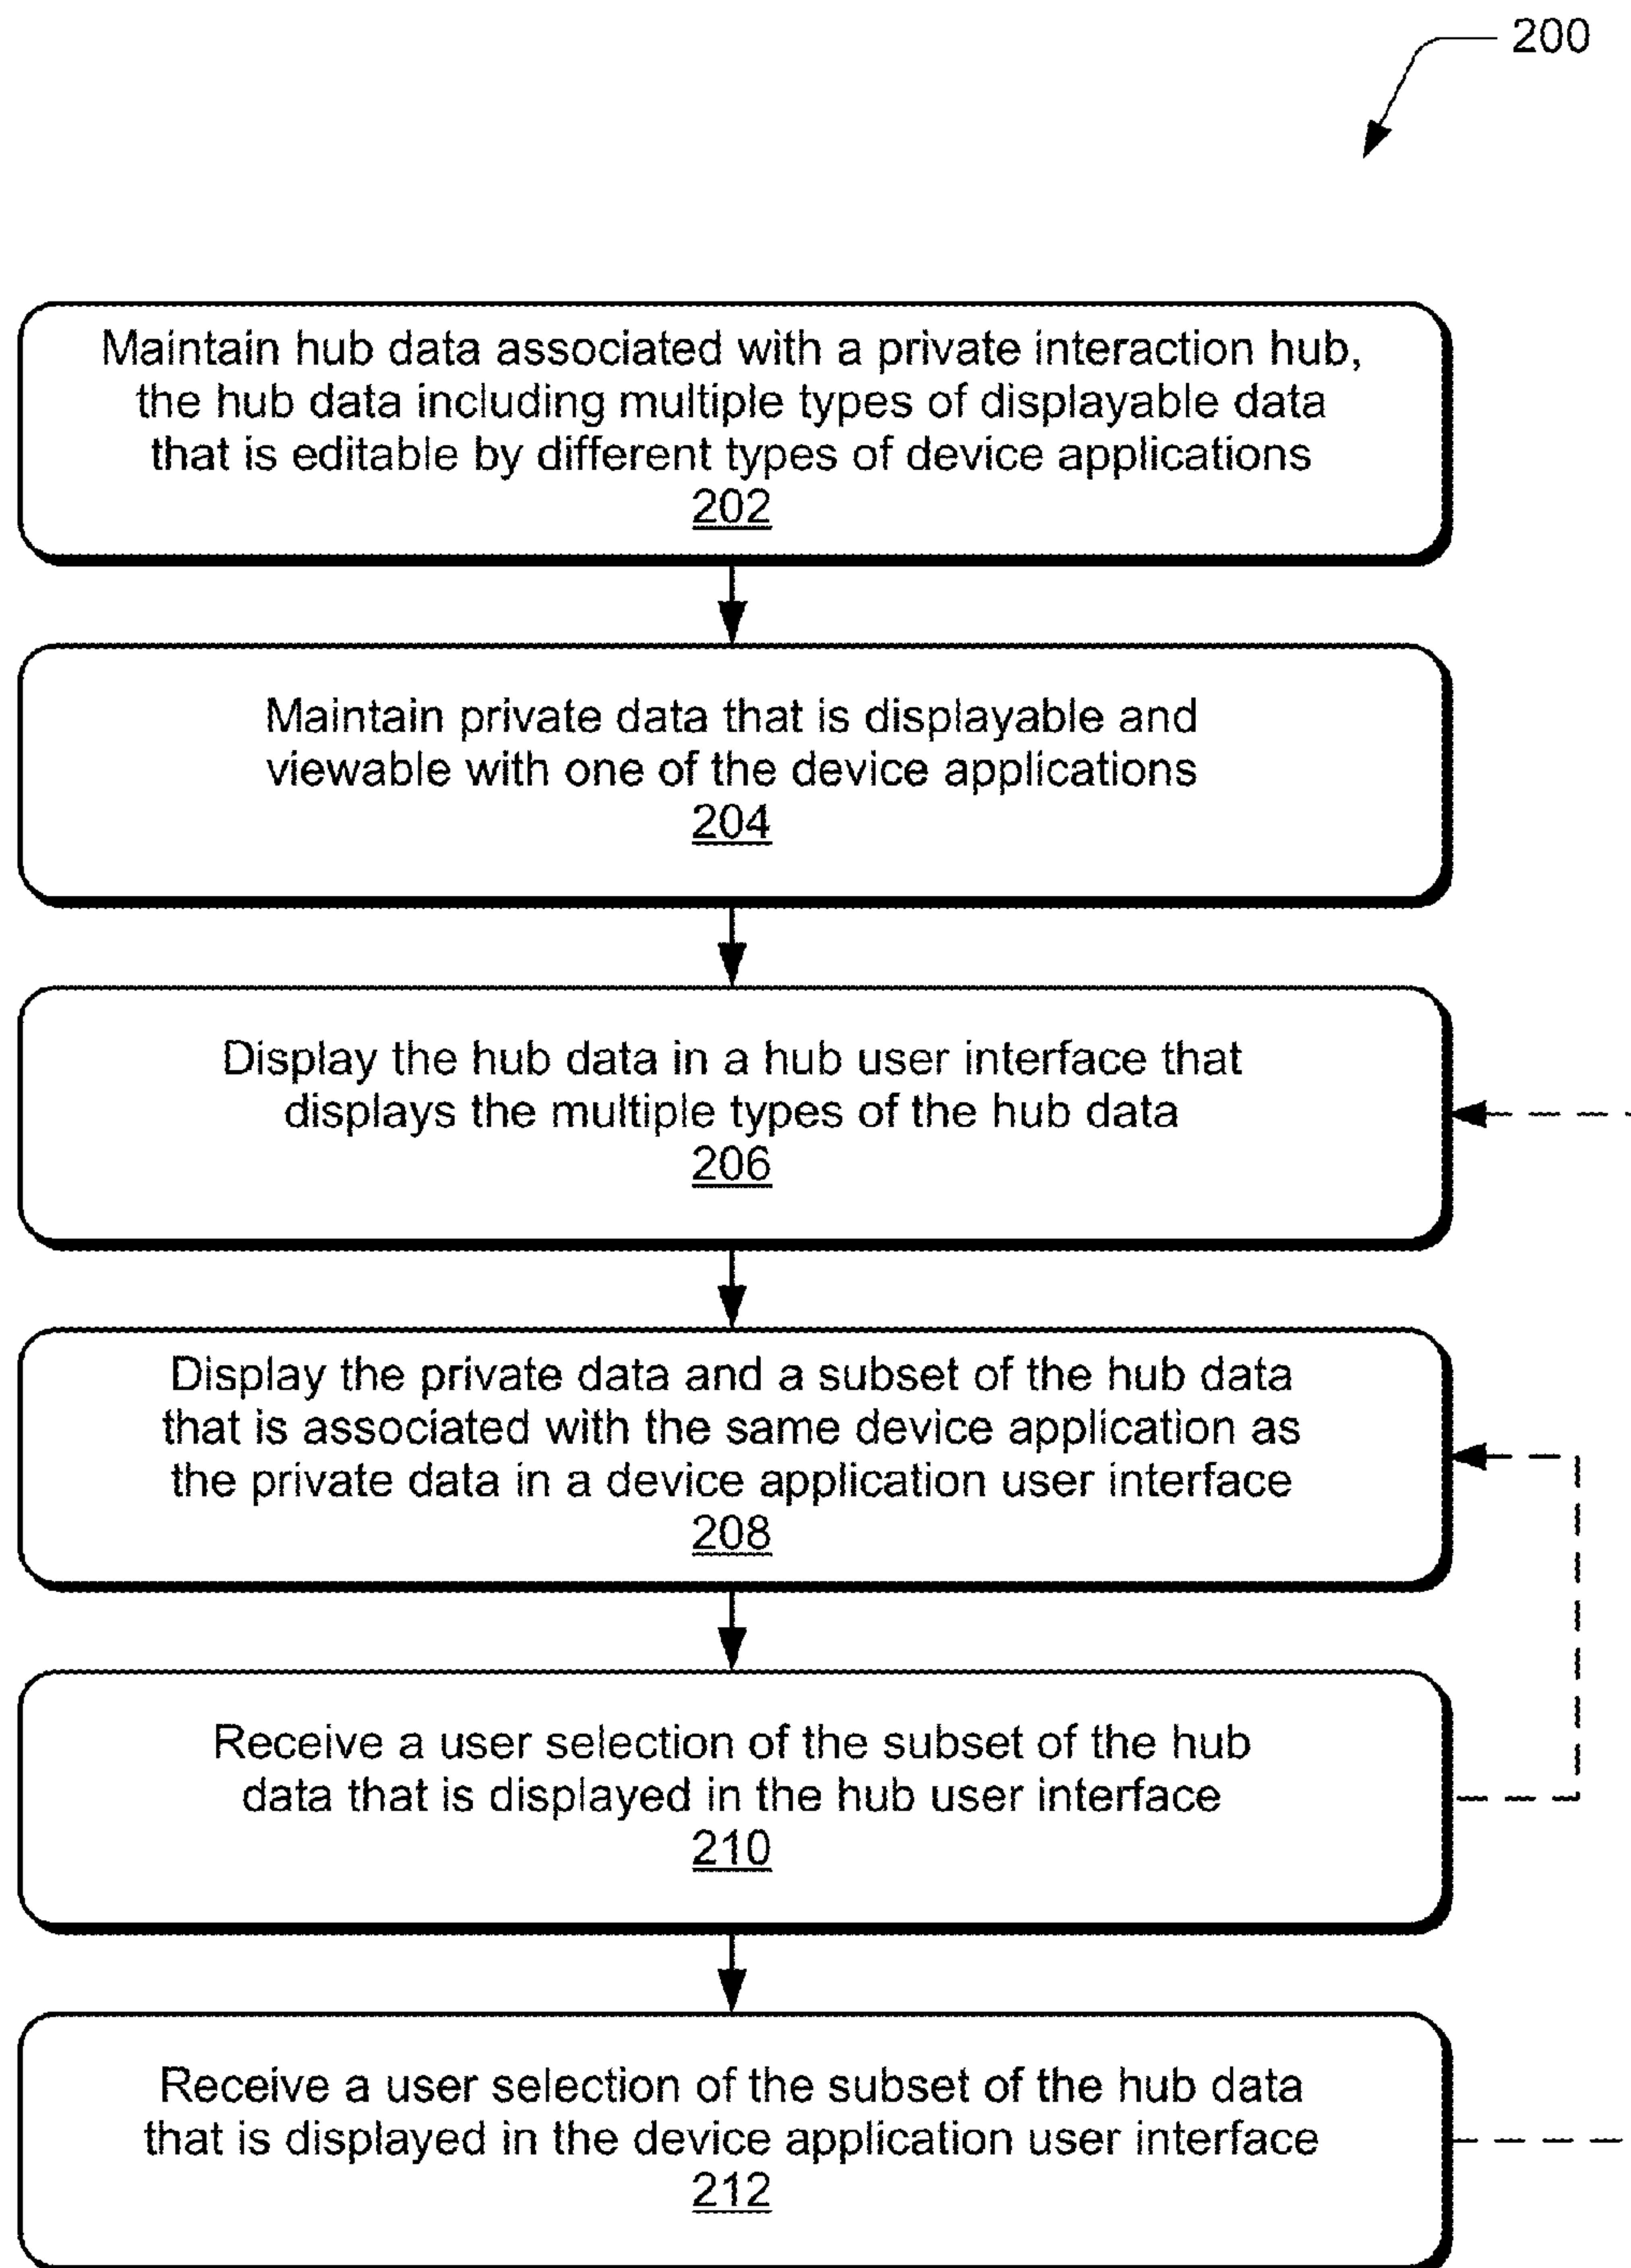 200
Maintain hub data associated with a private interaction hub,
the hub data including multiple types of displayable data
that is editable by different types of device applications
202
Maintain private data that is displayable and
viewable with one of the device applications
204
Display the hub data in a hub user interface that
displays the multiple types of the hub data
206
Display the private data and a subset of the hub data
that is associated with the same device application as
the private data in a device application user interface
208
Receive a user selection of the subset of the hub
data that is displayed in the hub user interface
210
Receive a user selection of the subset of the hub data
that is displayed in the device application user interface
212